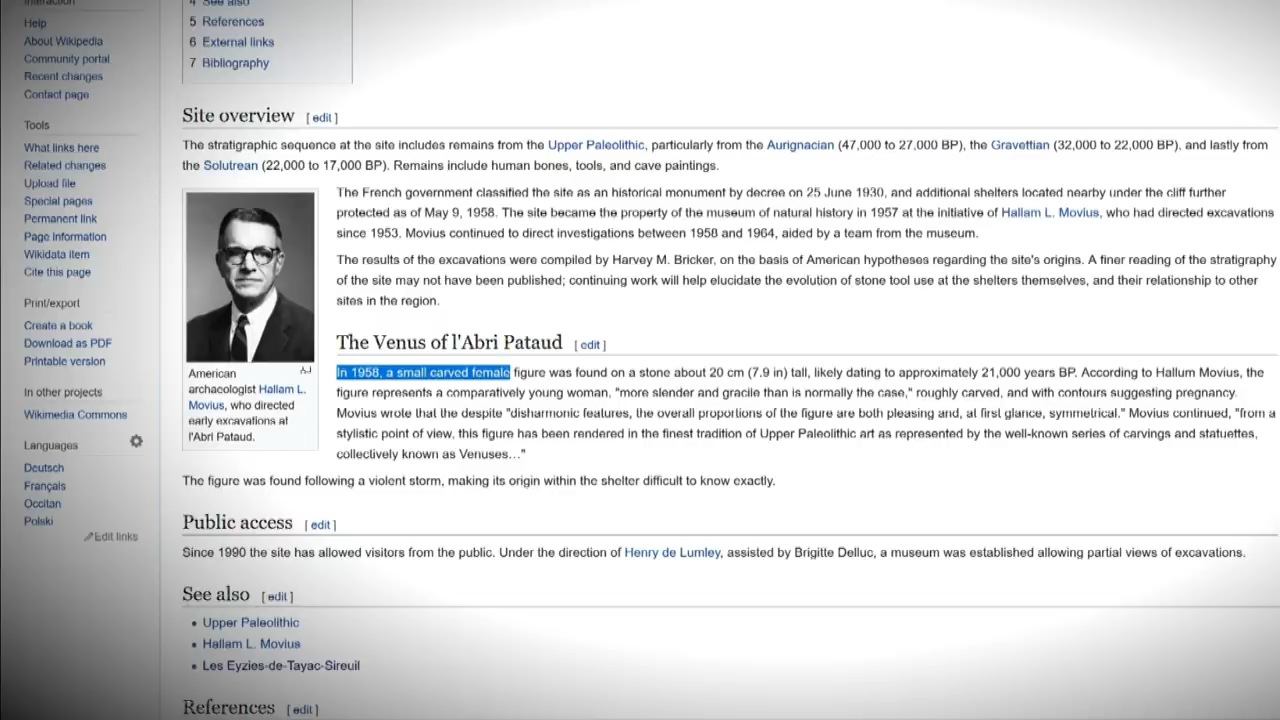 Interaction
Help
About Wikipedia
Community portal
Recent changes
Contact page
Tools
What links here
Related changes
Upload file
Special pages
Permanent link
Page information
Wikidata item
Cite this page
Print/export
Create a book
Download as PDF
Printable version
In other projects
Wikimedia Commons
Languages
Deutsch
Français
Occitan
Polski
Edit links
4 See also
5 References
6 External links
7 Bibliography
Site overview [ edit ]
The stratigraphic sequence at the site includes remains from the Upper Paleolithic, particularly from the Aurignacian (47,000 to 27,000 BP), the Gravettian (32,000 to 22,000 BP), and lastly from
the Solutrean (22,000 to 17,000 BP). Remains include human bones, tools, and cave paintings.
American
archaeologist Hallam L.
Movius, who directed
early excavations at
l'Abri Pataud.
The French government classified the site as an historical monument by decree on 25 June 1930, and additional shelters located nearby under the cliff further
protected as of May 9, 1958. The site became the property of the museum of natural history in 1957 at the initiative of Hallam L. Movius, who had directed excavations
since 1953. Movius continued to direct investigations between 1958 and 1964, aided by a team from the museum.
The results of the excavations were compiled by Harvey M. Bricker, on the basis of American hypotheses regarding the site's origins. A finer reading of the stratigraphy
of the site may not have been published; continuing work will help elucidate the evolution of stone tool use at the shelters themselves, and their relationship to other
sites in the region.
The Venus of l'Abri Pataud [ edit ]
In 1958, a small carved female figure was found on a stone about 20 cm (7.9 in) tall, likely dating to approximately 21,000 years BP. According to Hallum Movius, the
figure represents a comparatively young woman, "more slender and gracile than is normally the case," roughly carved, and with contours suggesting pregnancy.
Movius wrote that the despite "disharmonic features, the overall proportions of the figure are both pleasing and, at first glance, symmetrical." Movius continued, "from a
stylistic point of view, this figure has been rendered in the finest tradition of Upper Paleolithic art as represented by the well-known series of carvings and statuettes,
collectively known as Venuses..."
The figure was found following a violent storm, making its origin within the shelter difficult to know exactly.
Public access [ edit ]
Since 1990 the site has allowed visitors from the public. Under the direction of Henry de Lumley, assisted by Brigitte Delluc, a museum was established allowing partial views of excavations.
See also [ edit ]
• Upper Paleolithic
• Hallam L. Movius
• Les Eyzies-de-Tayac-Sireuil
References [ edit ]